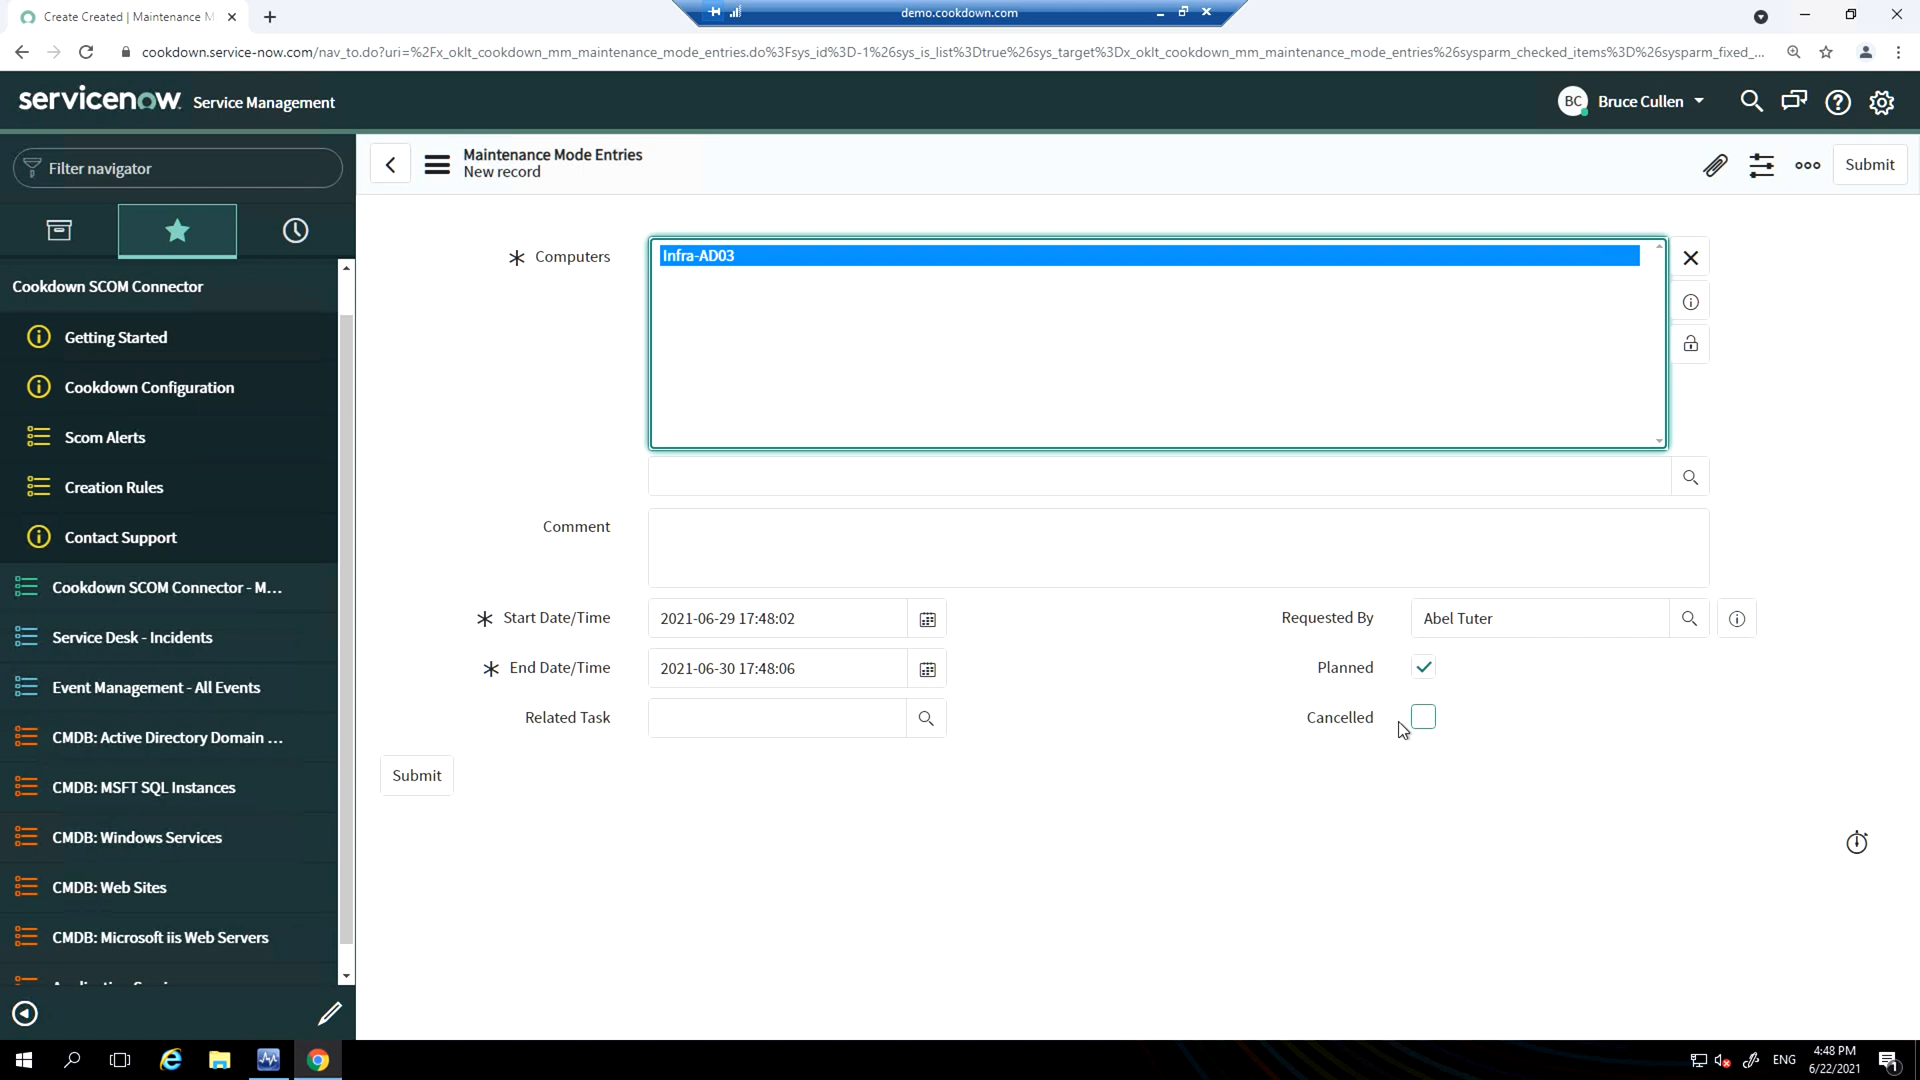 Create Created | Maintenance M
demo.cookdown.com
cookdown.service-now.com/nav_to.do?uri=%2Fx_oklt_cookdown_mm_maintenance_mode_entries.do%3Fsys_id%3D-1%26sys_is_list%3Dtrue%26sys_target%3Dx_oklt_cookdown_mm_maintenance_mode_entries%26sysparm_checked_items%3D%26sysparm_fixed_...
servicenow Service Management
BC Bruce Cullen
Filter navigator
Maintenance Mode Entries
New record
Submit
Cookdown SCOM Connector
Getting Started
Cookdown Configuration
Scom Alerts
Creation Rules
Contact Support
Cookdown SCOM Connector - M...
Service Desk - Incidents
Event Management - All Events
CMDB: Active Directory Domain ...
CMDB: MSFT SQL Instances
CMDB: Windows Services
CMDB: Web Sites
CMDB: Microsoft iis Web Servers
Computers
Infra-AD03
Comment
Start Date/Time 2021-06-29 17:48:02
Requested By Abel Tuter
End Date/Time 2021-06-30 17:48:06
Planned
Related Task
Cancelled
Submit
ENG
4:48 PM
6/22/2021
1